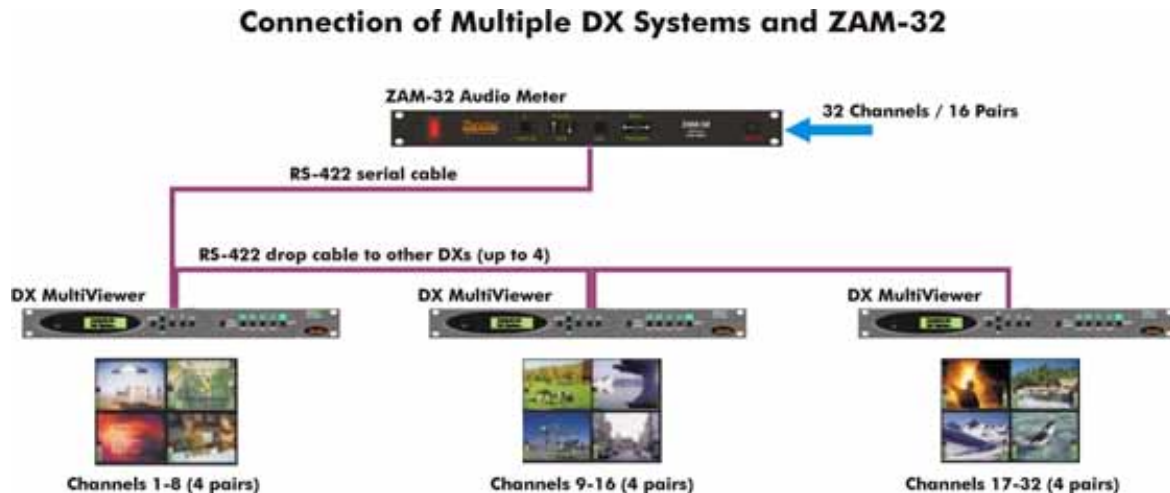 Connection of Multiple DX Systems and ZAM-32
ZAM-32 Audio Meter
32 Channels / 16 Pairs
RS-422 serial cable
RS-422 drop cable to other DXs (up to 4)
DX MultiViewer
DX MultiViewer
DX MultiViewer
Channels 1-8 (4 pairs)
Channels 9-16 (4 pairs)
Channels 17-32 (4 pairs)